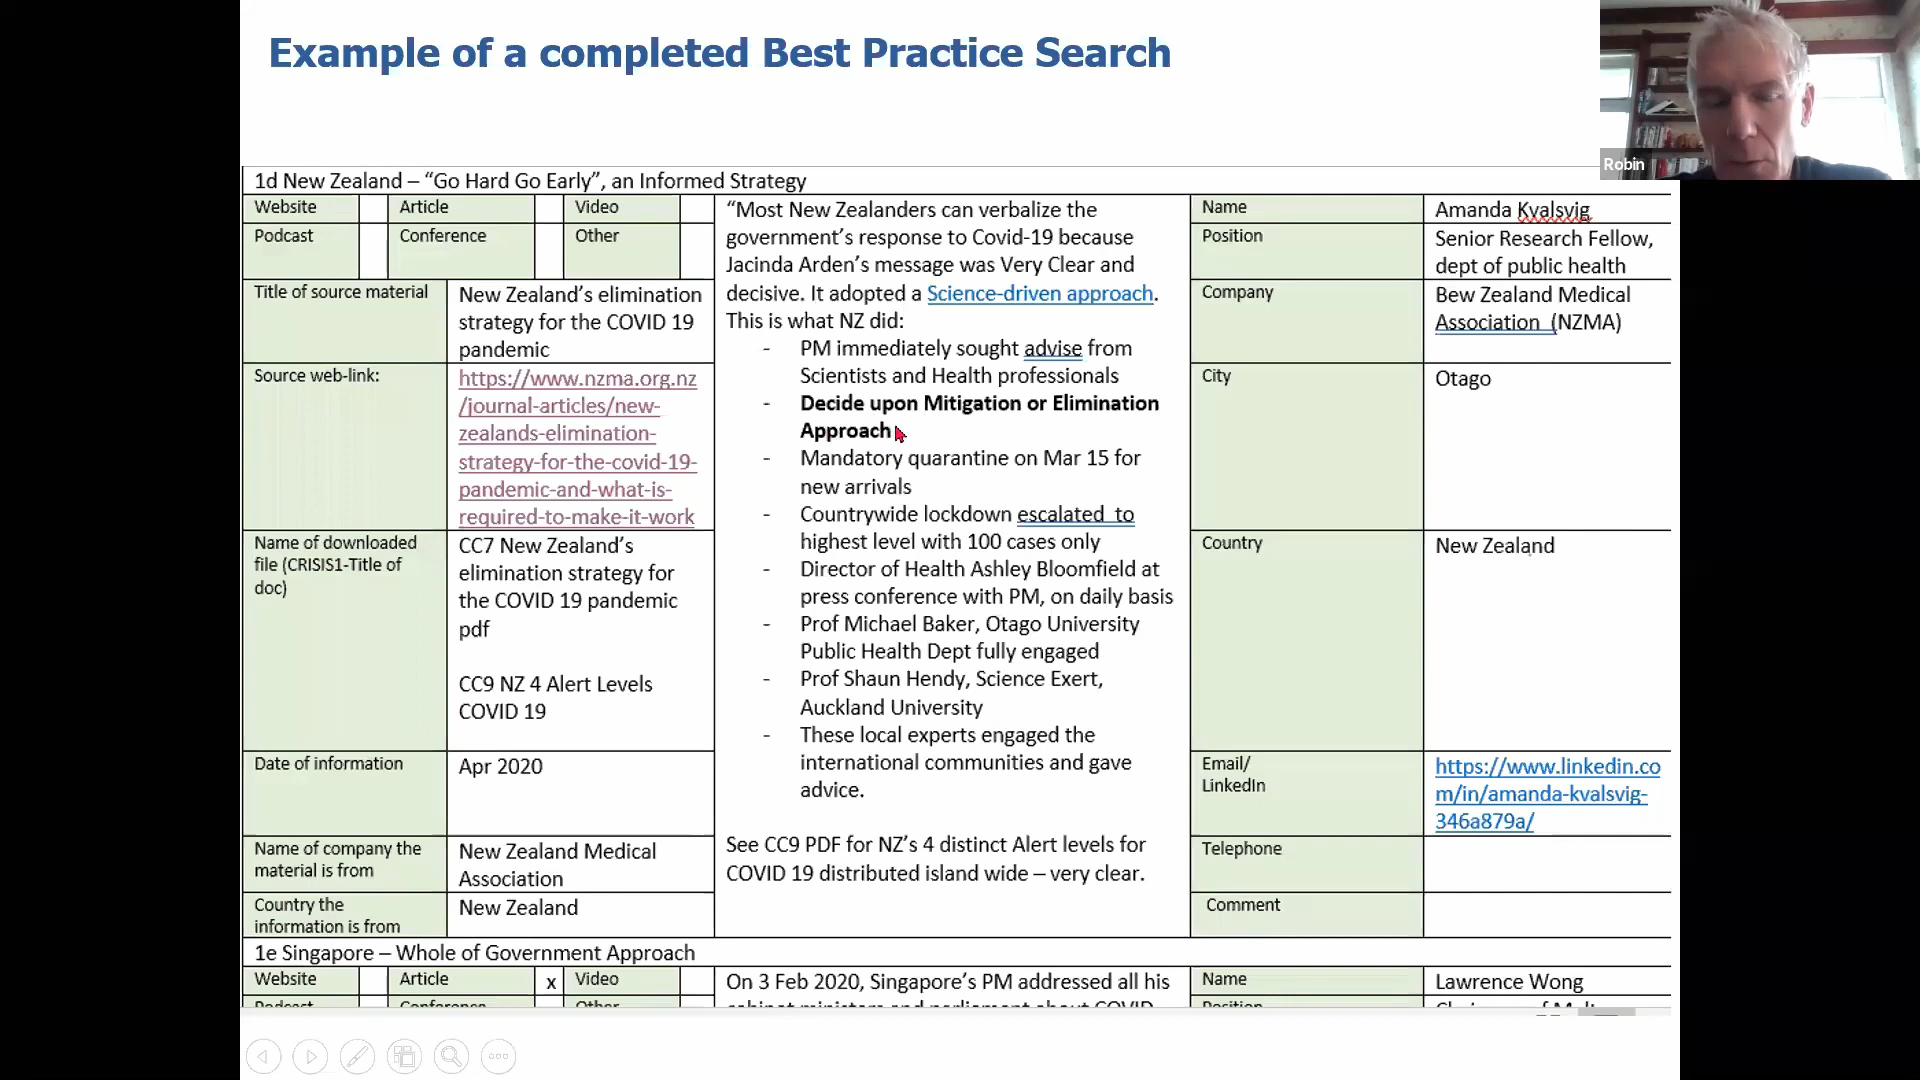 Example of a completed Best Practice Search
Robin
1d New Zealand – “Go Hard Go Early”, an Informed Strategy
Website
Article
Video
Podcast
Conference
Other
Title of source material
New Zealand’s elimination
strategy for the COVID 19
pandemic
Source web-link:
https://www.nzma.org.nz
/journal-articles/new-
zealands-elimination-
strategy-for-the-covid-19-
pandemic-and-what-is-
required-to-make-it-work
Name of downloaded
file (CRISIS1-Title of
doc)
CC7 New Zealand’s
elimination strategy for
the COVID 19 pandemic
pdf
CC9 NZ 4 Alert Levels
COVID 19
Date of information
Apr 2020
Name of company the
material is from
New Zealand Medical
Association
Country the
information is from
New Zealand
“Most New Zealanders can verbalize the
government’s response to Covid-19 because
Jacinda Arden’s message was Very Clear and
decisive. It adopted a Science-driven approach.
This is what NZ did:
- PM immediately sought advise from
Scientists and Health professionals
- Decide upon Mitigation or Elimination
Approach
- Mandatory quarantine on Mar 15 for
new arrivals
- Countrywide lockdown escalated to
highest level with 100 cases only
- Director of Health Ashley Bloomfield at
press conference with PM, on daily basis
- Prof Michael Baker, Otago University
Public Health Dept fully engaged
- Prof Shaun Hendy, Science Exert,
Auckland University
- These local experts engaged the
international communities and gave
advice.
See CC9 PDF for NZ’s 4 distinct Alert levels for
COVID 19 distributed island wide – very clear.
Name
Amanda Kvalsvig
Position
Senior Research Fellow,
dept of public health
Company
Bew Zealand Medical
Association (NZMA)
City
Otago
Country
New Zealand
Email/
LinkedIn
https://www.linkedin.co
m/in/amanda-kvalsvig-
346a879a/
Telephone
Comment
1e Singapore – Whole of Government Approach
Website
Article
x
Video
Podcast
Conference
Other
On 3 Feb 2020, Singapore’s PM addressed all his
cabinet ministers and parliament about COVID
Name
Lawrence Wong
Position